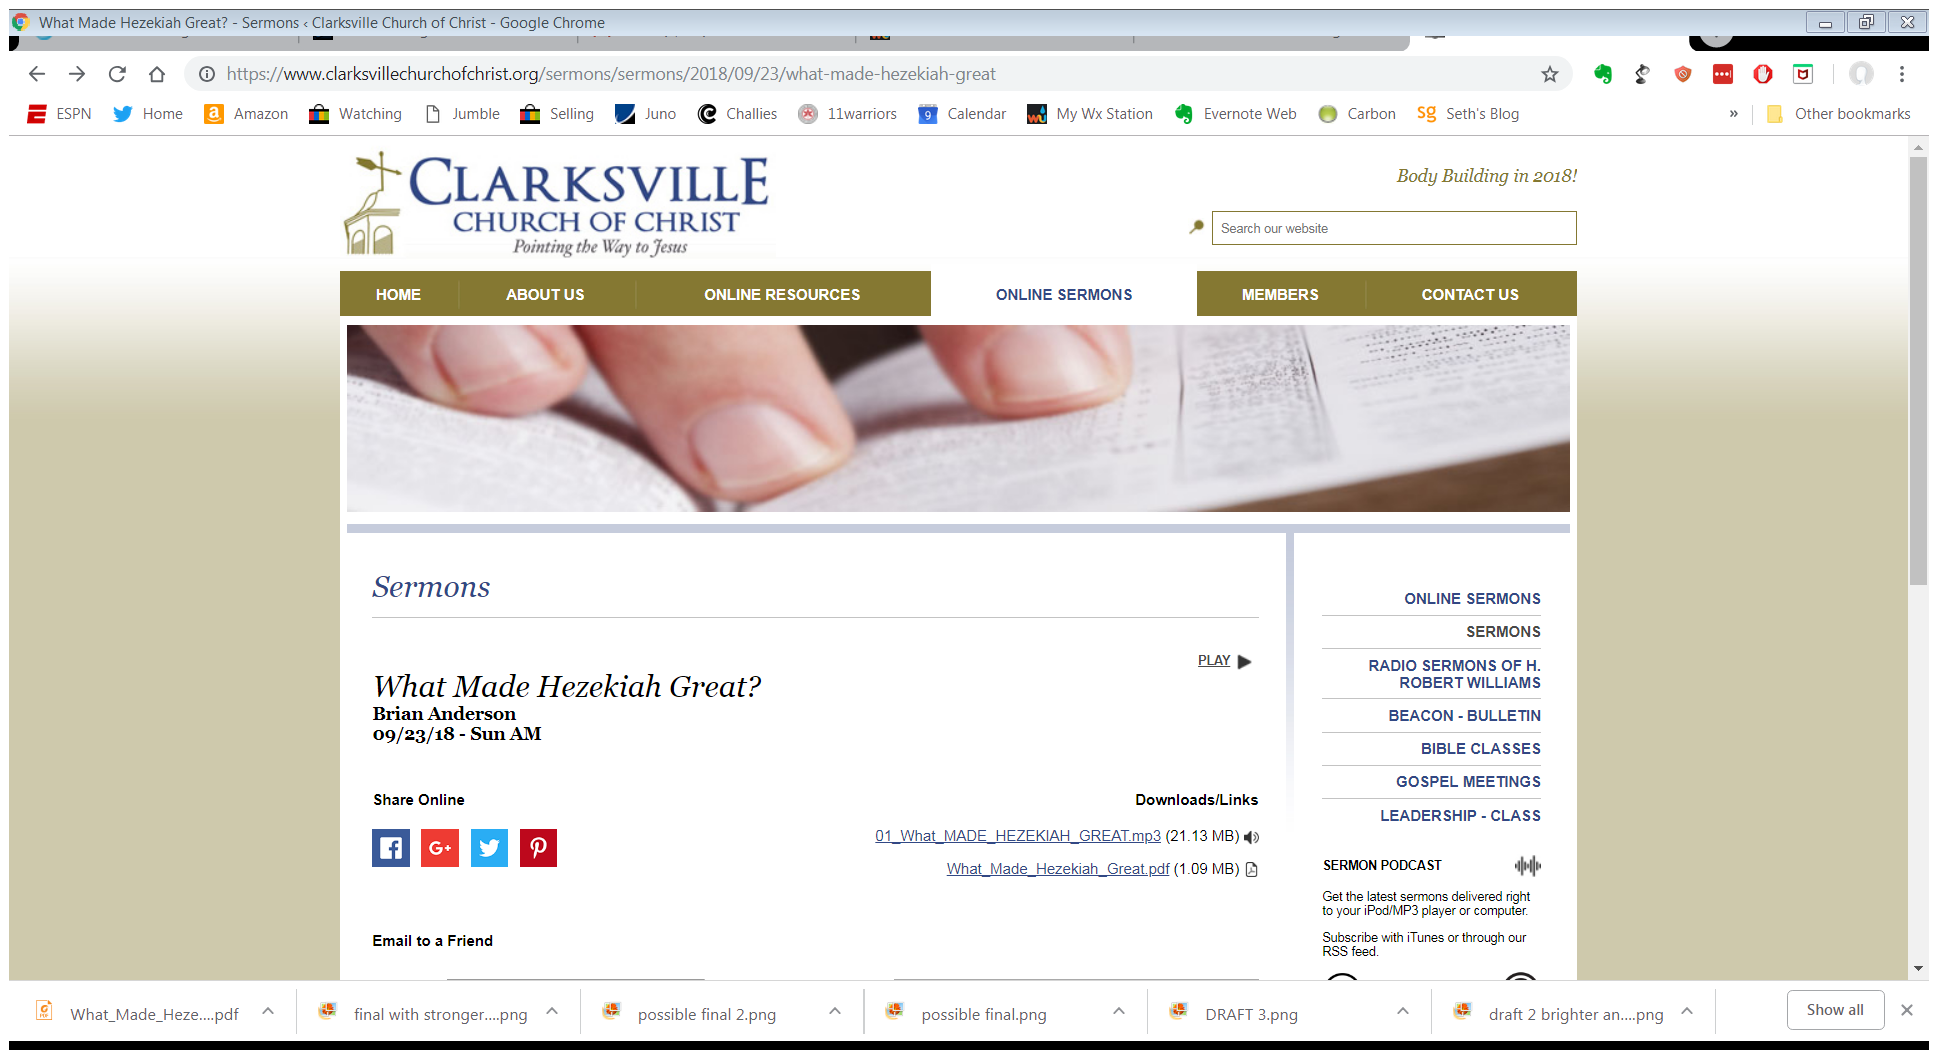 What Made Hezekiah Great? - Sermons ‹ Clarksville Church of Christ - Google Chrome
https://www.clarksvillechurchofchrist.org/sermons/sermons/2018/09/23/what-made-hezekiah-great
ESPN Home Amazon Watching Jumble Selling Juno Challies 11warriors Calendar My Wx Station Evernote Web Carbon Seth's Blog » Other bookmarks
CLARKSVILLE
CHURCH OF CHRIST
Pointing the Way to Jesus
Body Building in 2018!
Search our website
HOME ABOUT US ONLINE RESOURCES ONLINE SERMONS MEMBERS CONTACT US
Sermons
PLAY
What Made Hezekiah Great?
Brian Anderson
09/23/18 - Sun AM
Share Online
Downloads/Links
01_What_MADE_HEZEKIAH_GREAT.mp3 (21.13 MB)
What_Made_Hezekiah_Great.pdf (1.09 MB)
Email to a Friend
ONLINE SERMONS
SERMONS
RADIO SERMONS OF H.
ROBERT WILLIAMS
BEACON - BULLETIN
BIBLE CLASSES
GOSPEL MEETINGS
LEADERSHIP - CLASS
SERMON PODCAST
Get the latest sermons delivered right
to your iPod/MP3 player or computer.
Subscribe with iTunes or through our
RSS feed.
What_Made_Heze....pdf final with stronger....png possible final 2.png possible final.png DRAFT 3.png draft 2 brighter an....png Show all